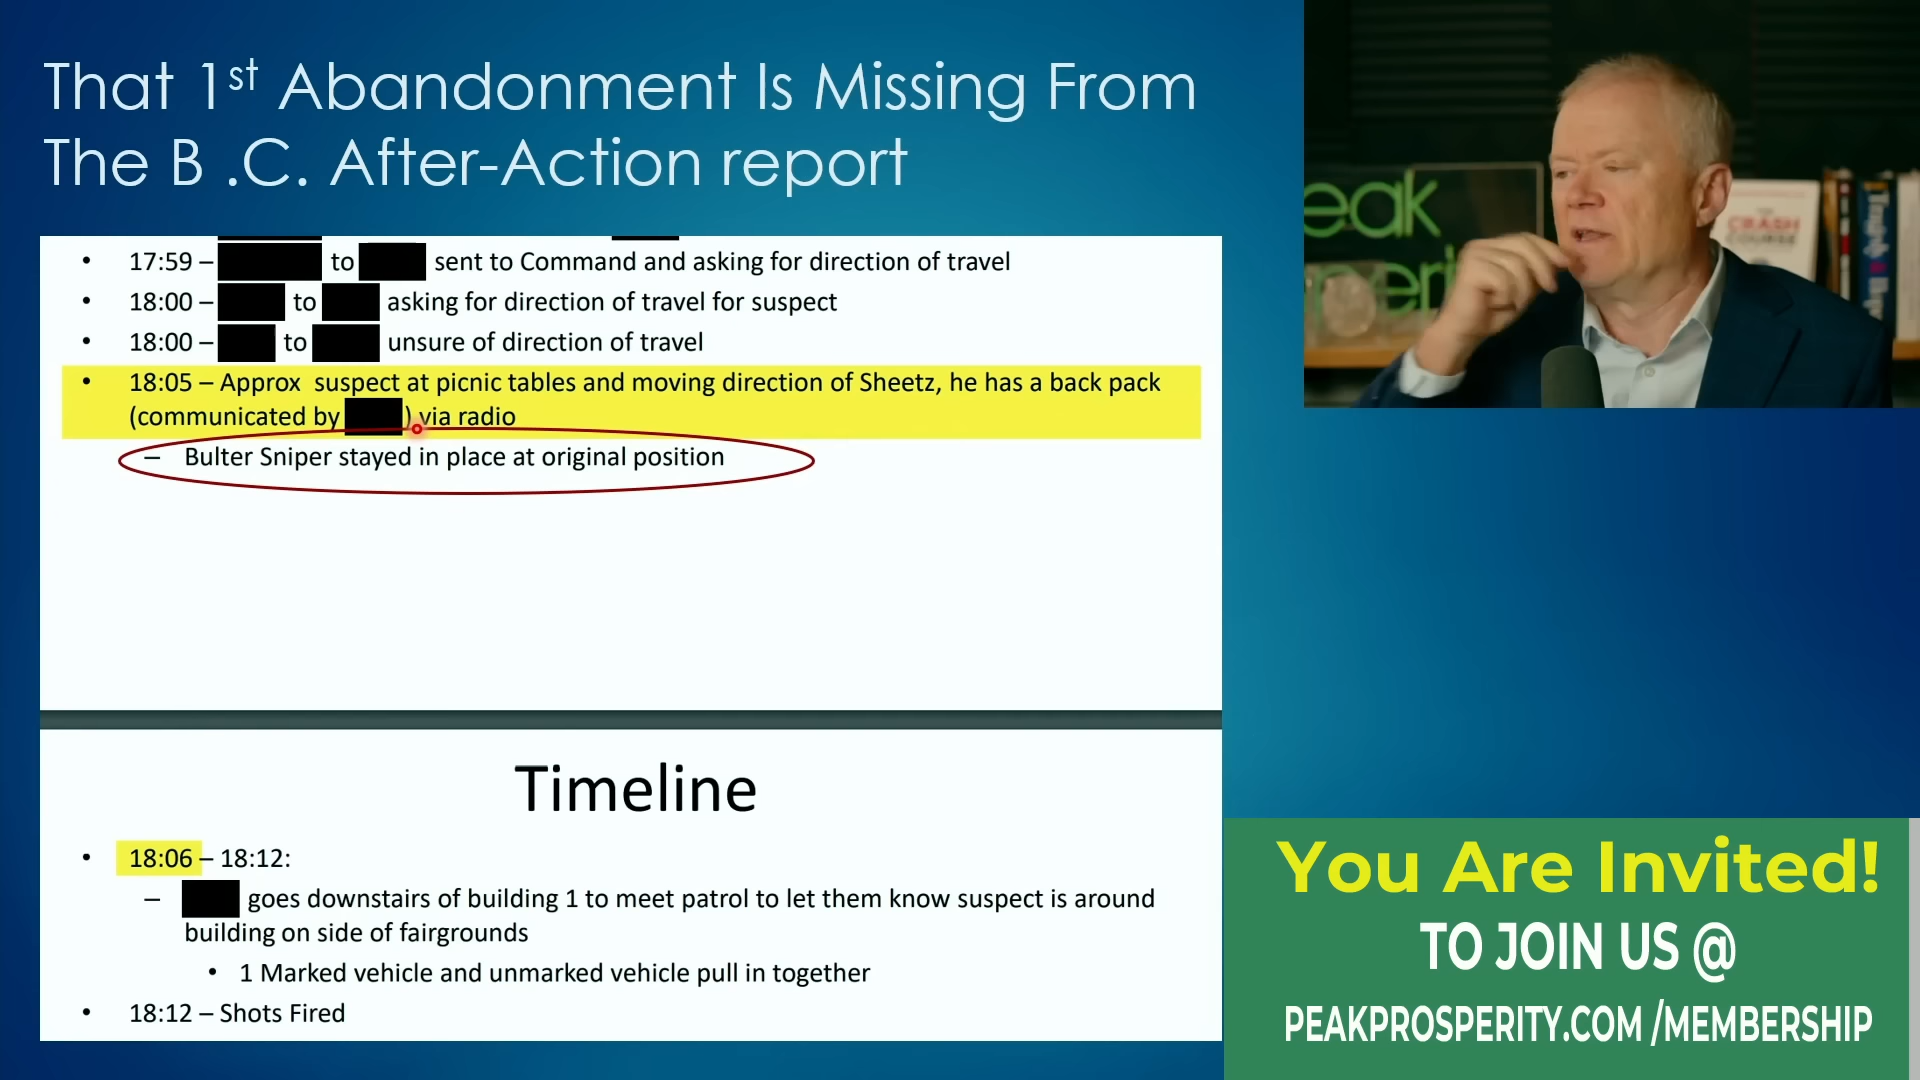 That 1st Abandonment Is Missing From
The B .C. After-Action report
• 17:59 – to sent to Command and asking for direction of travel
• 18:00 – to asking for direction of travel for suspect
• 18:00 – to unsure of direction of travel
• 18:05 – Approx suspect at picnic tables and moving direction of Sheetz, he has a back pack
(communicated by ) via radio
– Bulter Sniper stayed in place at original position
Timeline
• 18:06 – 18:12:
– goes downstairs of building 1 to meet patrol to let them know suspect is around
building on side of fairgrounds
• 1 Marked vehicle and unmarked vehicle pull in together
• 18:12 – Shots Fired
eak
peri
CRASH
COURSE
You Are Invited!
TO JOIN US @
PEAKPROSPERITY.COM /MEMBERSHIP